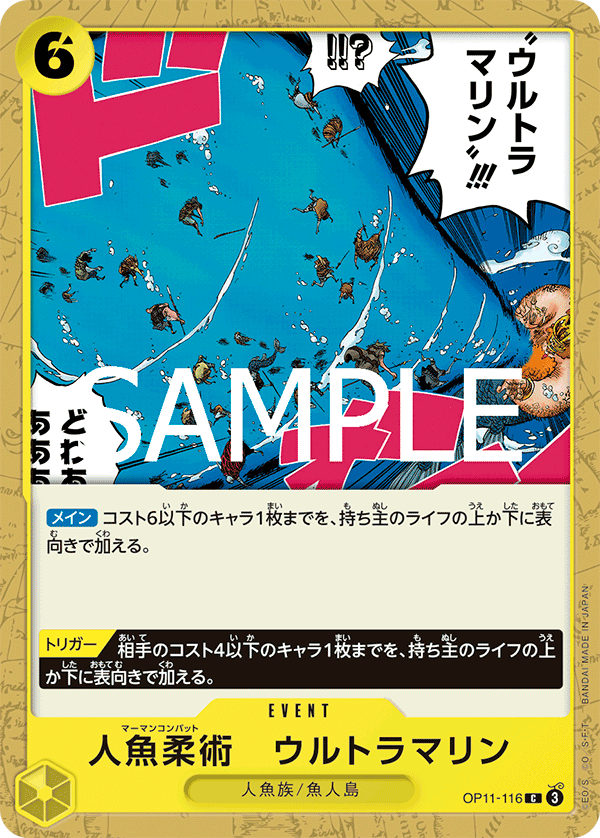 6
!!?
“ウルトラ
マリン”!!!
SAMPLE
メイン コスト6以下のキャラ1枚までを、持ち主のライフの上か下に表
向きで加える。
トリガー 相手のコスト4以下のキャラ1枚までを、持ち主のライフの上
か下に表向きで加える。
EVENT
マーマンコンバット
人魚柔術 ウルトラマリン
人魚族/魚人島
OP11-116 C 3
BANDAI MADE IN JAPAN